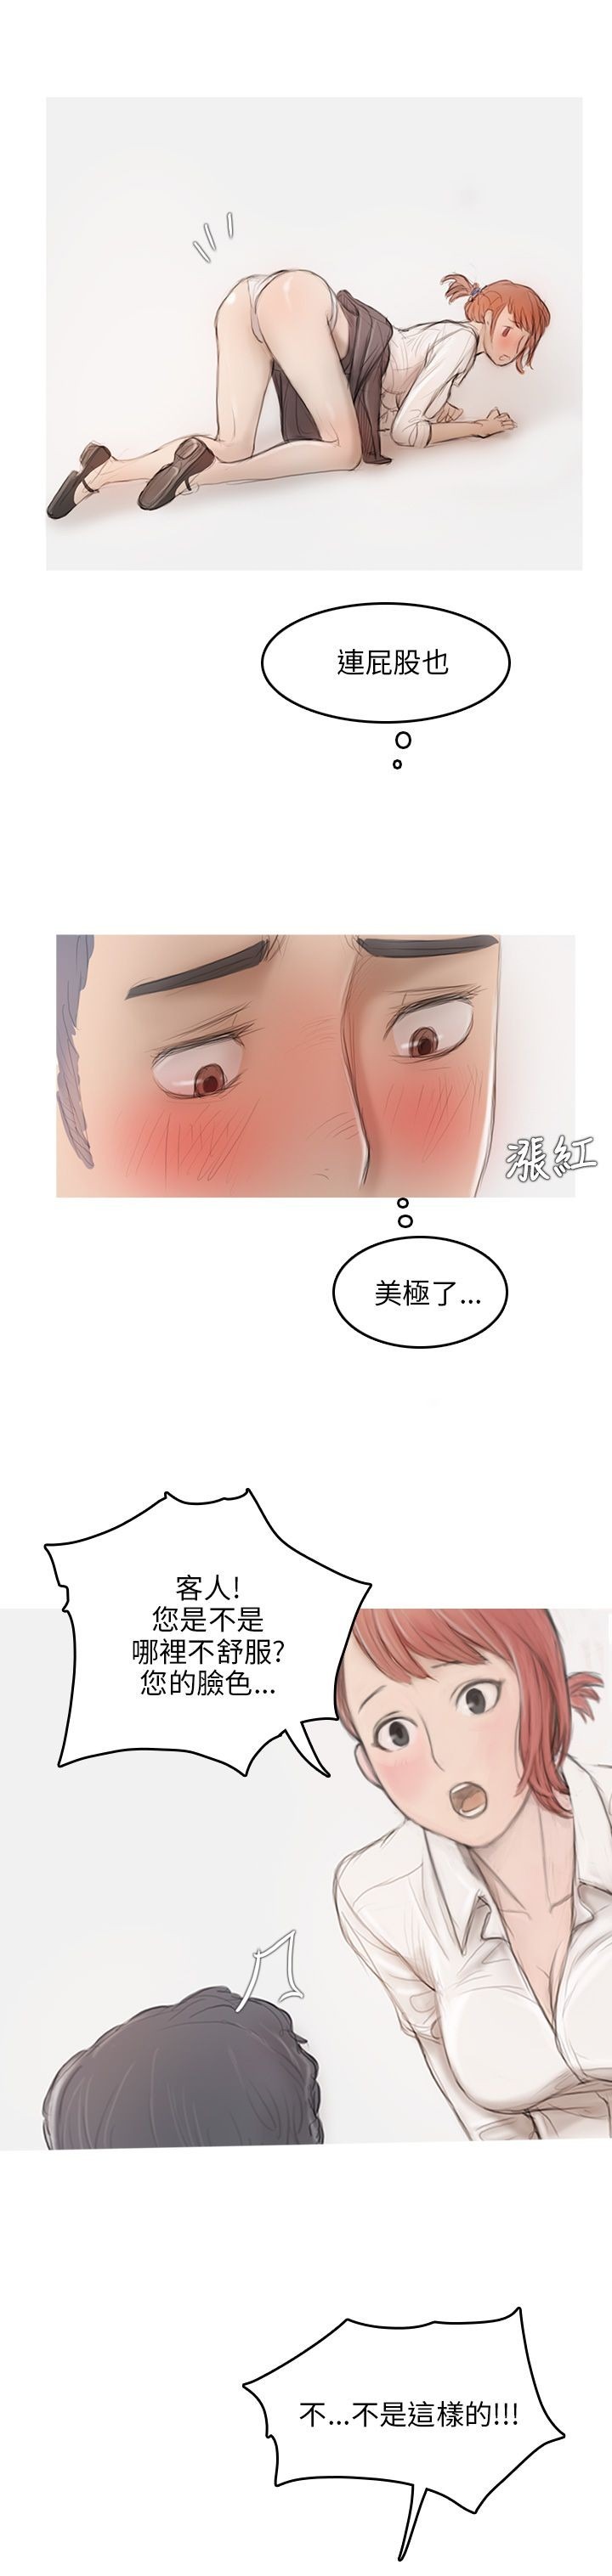 連屁股也
漲紅
美極了...
客人!
您是不是
哪裡不舒服?
您的臉色...
不...不是這樣的!!!